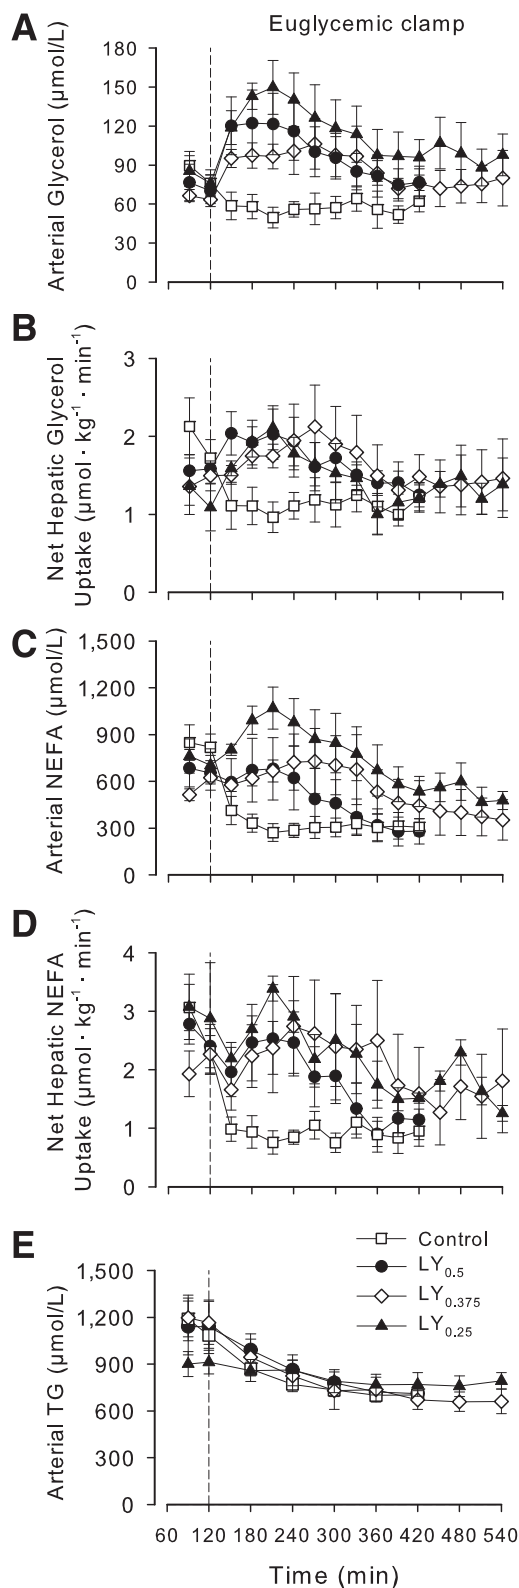 A
Euglycemic clamp
Arterial Glycerol (µmol/L)
180
150
120
90
60
30
0
B
Net Hepatic Glycerol
Uptake (µmol · kg⁻¹ · min⁻¹)
3
2
1
0
C
Arterial NEFA (µmol/L)
1,500
1,200
900
600
300
0
D
Net Hepatic NEFA
Uptake (µmol · kg⁻¹ · min⁻¹)
4
3
2
1
0
E
Control
LY₀.₅
LY₀.₃₇₅
LY₀.₂₅
Arterial TG (µmol/L)
1,500
1,200
900
600
300
0
60 120 180 240 300 360 420 480 540
Time (min)